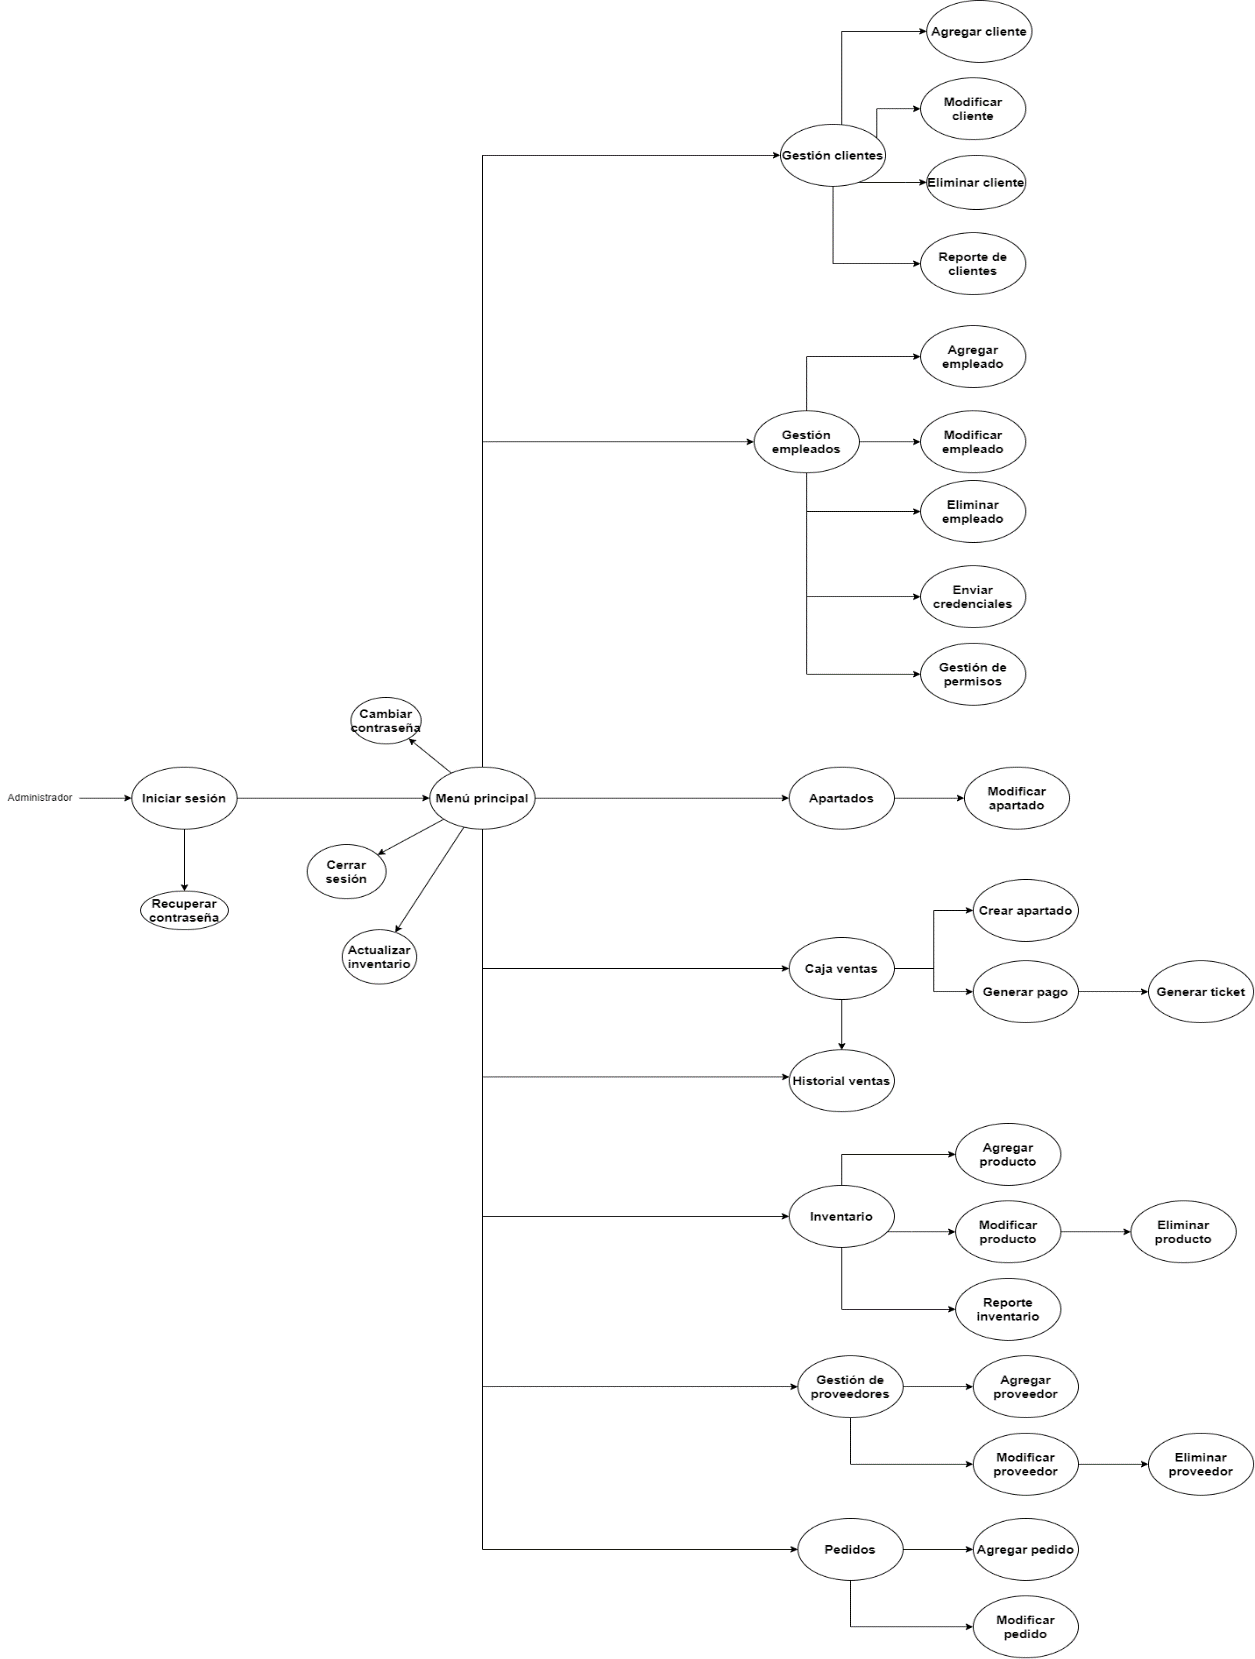 Agregar cliente
Modificar
cliente
Gestión clientes
Eliminar cliente
Reporte de
clientes
Agregar
empleado
Gestión
empleados
Modificar
empleado
Eliminar
empleado
Enviar
credenciales
Gestión de
permisos
Cambiar
contraseña
Administrador
Iniciar sesión
Menú principal
Apartados
Modificar
apartado
Cerrar
sesión
Recuperar
contraseña
Actualizar
inventario
Crear apartado
Caja ventas
Generar pago
Generar ticket
Historial ventas
Agregar
producto
Inventario
Modificar
producto
Eliminar
producto
Reporte
inventario
Gestión de
proveedores
Agregar
proveedor
Modificar
proveedor
Eliminar
proveedor
Pedidos
Agregar pedido
Modificar
pedido